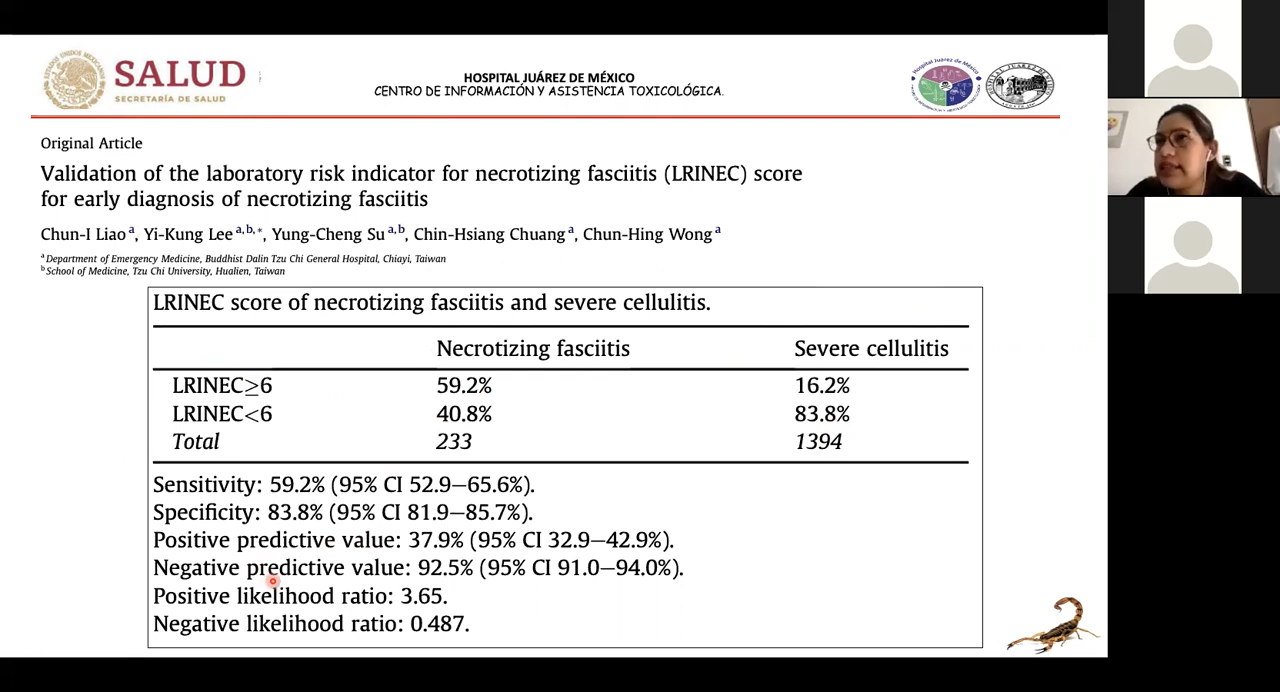 SALUD
SECRETARÍA DE SALUD
HOSPITAL JUÁREZ DE MÉXICO
CENTRO DE INFORMACIÓN Y ASISTENCIA TOXICOLÓGICA.
Hospital Juárez de México
Original Article
Validation of the laboratory risk indicator for necrotizing fasciitis (LRINEC) score
for early diagnosis of necrotizing fasciitis
Chun-I Liao a, Yi-Kung Lee a,b,*, Yung-Cheng Su a,b, Chin-Hsiang Chuang a, Chun-Hing Wong a
a Department of Emergency Medicine, Buddhist Dalin Tzu Chi General Hospital, Chiayi, Taiwan
b School of Medicine, Tzu Chi University, Hualien, Taiwan
LRINEC score of necrotizing fasciitis and severe cellulitis.
Necrotizing fasciitis Severe cellulitis
LRINEC≥6 59.2% 16.2%
LRINEC<6 40.8% 83.8%
Total 233 1394
Sensitivity: 59.2% (95% CI 52.9–65.6%).
Specificity: 83.8% (95% CI 81.9–85.7%).
Positive predictive value: 37.9% (95% CI 32.9–42.9%).
Negative predictive value: 92.5% (95% CI 91.0–94.0%).
Positive likelihood ratio: 3.65.
Negative likelihood ratio: 0.487.